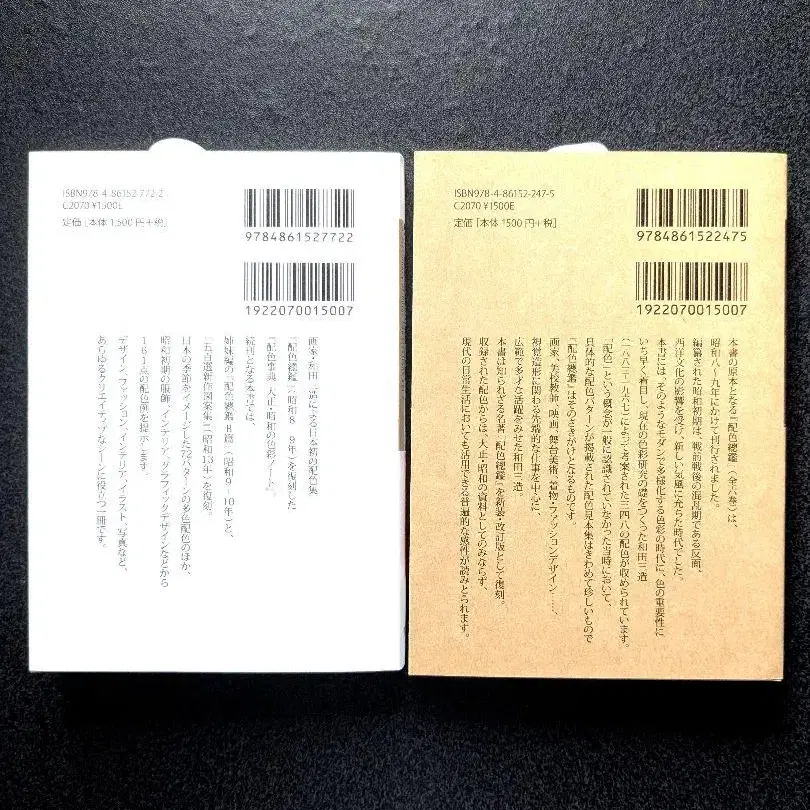 ISBN978-4-86152-772-2
C2070 ¥1500E
定価[本体1,500円+税]
9784861527722
1922070015007
画家・和田三造による日本初の配色集
『配色總鑑』(昭和8-9年)を復刻した
『配色事典 大正・昭和の色彩ノート』。
続刊となる本書では、
姉妹編の『配色總鑑H篇』(昭和9-10年)と、
『五百選新作図案集』(昭和13年)を復刻。
日本の季節をイメージした72パターンの多色配色のほか、
昭和初期の服飾、インテリア、グラフィックデザインなどから
161点の配色例を提示します。
デザイン、ファッション、インテリア、イラスト、写真など、
あらゆるクリエイティブなシーンに役立つ一冊です。
ISBN978-4-86152-247-5
C2070 ¥1500E
定価[本体1500円+税]
9784861522475
1922070015007
本書の原本となる『配色總鑑』(全六巻)は、
昭和八-九年にかけて刊行されました。
編纂された昭和初期は、戦前戦後の混乱期である反面、
西洋文化の影響を受け、新しい気風に充ちた時代でした。
本書には、そのようなモダンで多様化する色彩の時代に、色の重要性に
いち早く着目し、現在の色彩研究の礎をつくった和田三造
(一八八三-一九六七)によって考案された三四八の配色が収められています。
「配色」という概念が一般に認識されていなかった当時において、
具体的な配色パターンが掲載された配色見本集はきわめて珍しいもので
『配色總鑑』はそのさきがけとなるものです。
画家、美校教師、映画、舞台美術、着物・ファッションデザイン……、
視覚造形に関わる先端的な仕事を中心に、
広範で多才な活躍をみせた和田三造。
本書は知られざる名著『配色總鑑』を新装・改訂版として復刻。
収録された配色からは、大正・昭和の資料としてのみならず、
現代の日常生活においても活用できる普遍的な感性が読みとられます。